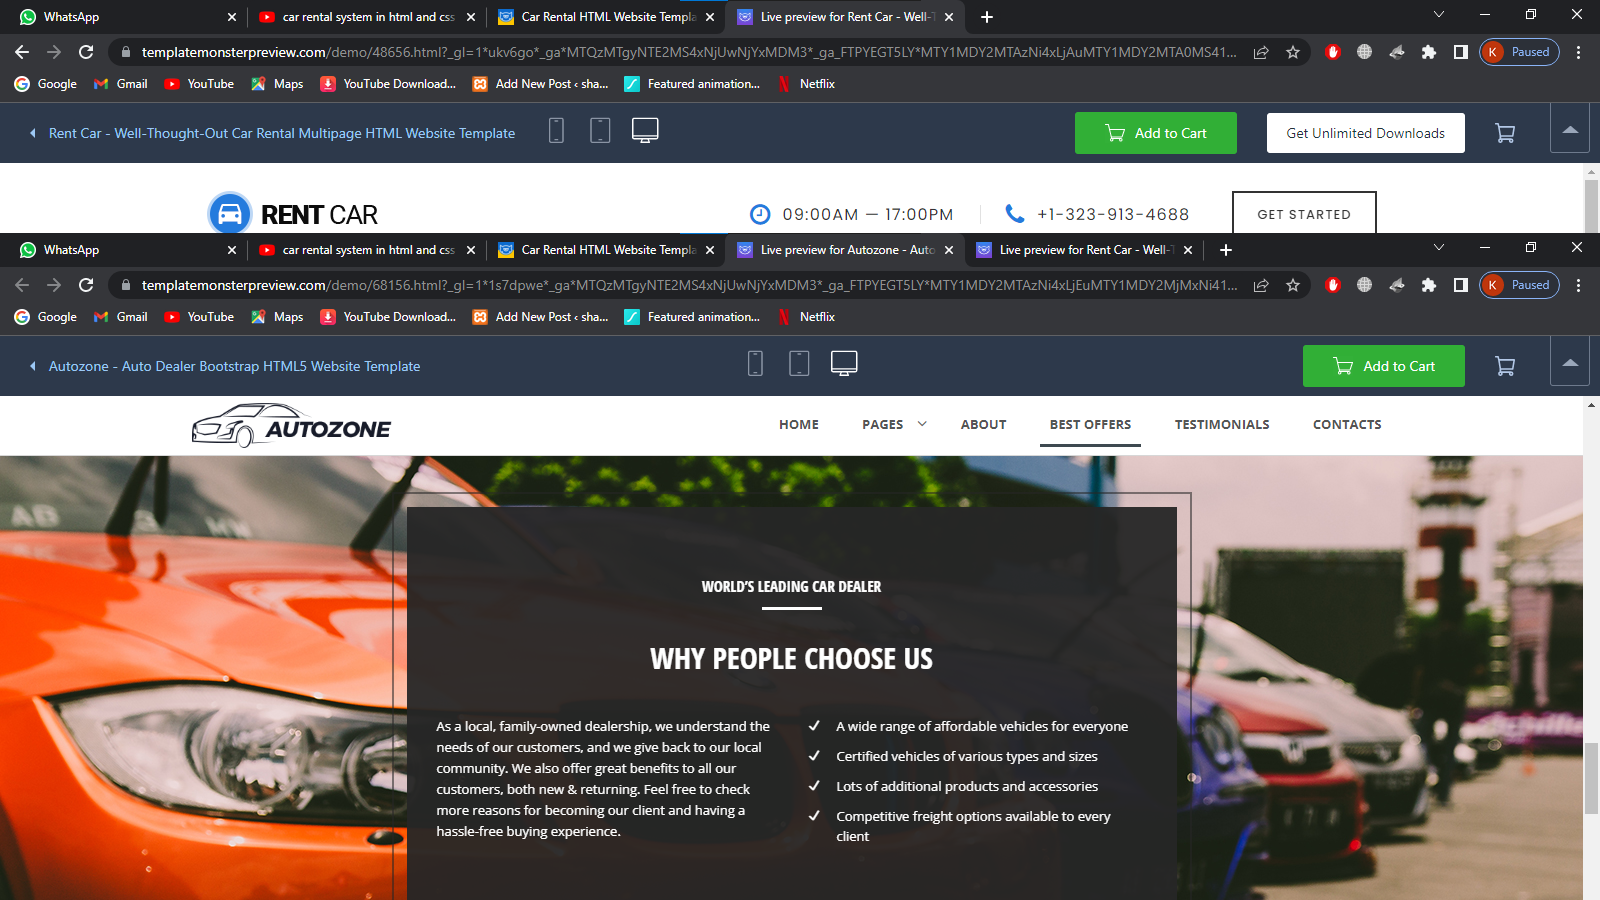 WhatsApp
car rental system in html and css
Car Rental HTML Website Templa
Live preview for Rent Car - Well-T
templatemonsterpreview.com/demo/48656.html?_gl=1*ukv6go*_ga*MTQzMTgyNTE2MS4xNjUwNjYxMDM3*_ga_FTPYEGT5LY*MTY1MDY2MTAzNi4xLjAuMTY1MDY2MTA0MS41...
K Paused
Google
Gmail
YouTube
Maps
YouTube Download...
Add New Post ‹ sha...
Featured animation...
Netflix
Rent Car - Well-Thought-Out Car Rental Multipage HTML Website Template
Add to Cart
Get Unlimited Downloads
RENT CAR
09:00AM — 17:00PM
+1-323-913-4688
GET STARTED
WhatsApp
car rental system in html and css
Car Rental HTML Website Templa
Live preview for Autozone - Auto
Live preview for Rent Car - Well-T
templatemonsterpreview.com/demo/68156.html?_gl=1*1s7dpwe*_ga*MTQzMTgyNTE2MS4xNjUwNjYxMDM3*_ga_FTPYEGT5LY*MTY1MDY2MTAzNi4xLjEuMTY1MDY2MjMxNi41...
K Paused
Google
Gmail
YouTube
Maps
YouTube Download...
Add New Post ‹ sha...
Featured animation...
Netflix
Autozone - Auto Dealer Bootstrap HTML5 Website Template
Add to Cart
AUTOZONE
HOME
PAGES
ABOUT
BEST OFFERS
TESTIMONIALS
CONTACTS
WORLD'S LEADING CAR DEALER
WHY PEOPLE CHOOSE US
As a local, family-owned dealership, we understand the
needs of our customers, and we give back to our local
community. We also offer great benefits to all our
customers, both new & returning. Feel free to check
more reasons for becoming our client and having a
hassle-free buying experience.
A wide range of affordable vehicles for everyone
Certified vehicles of various types and sizes
Lots of additional products and accessories
Competitive freight options available to every
client